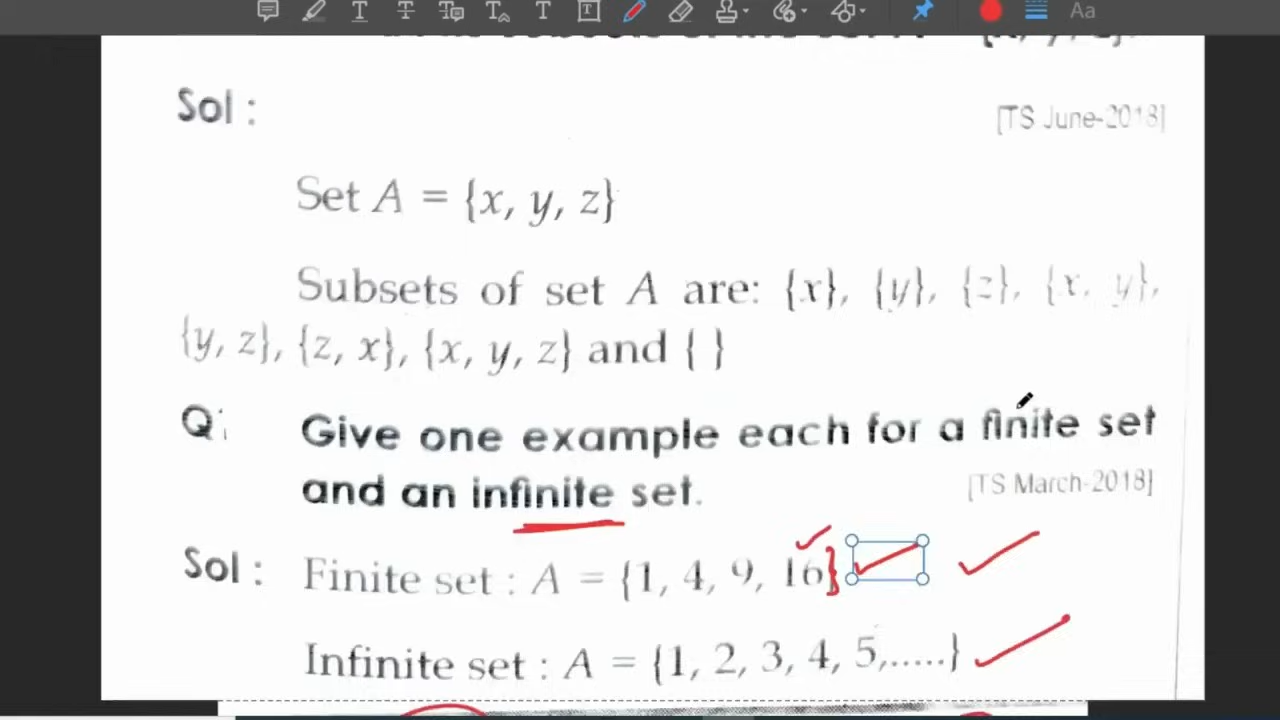 Sol :
[TS June-2018]
Set A = {x, y, z}
Subsets of set A are: {x}, {y}, {z}, {x, y},
{y, z}, {z, x}, {x, y, z} and { }
Q. Give one example each for a finite set
and an infinite set.
[TS March-2018]
Sol : Finite set : A = {1, 4, 9, 16}
Infinite set : A = {1, 2, 3, 4, 5,.....}